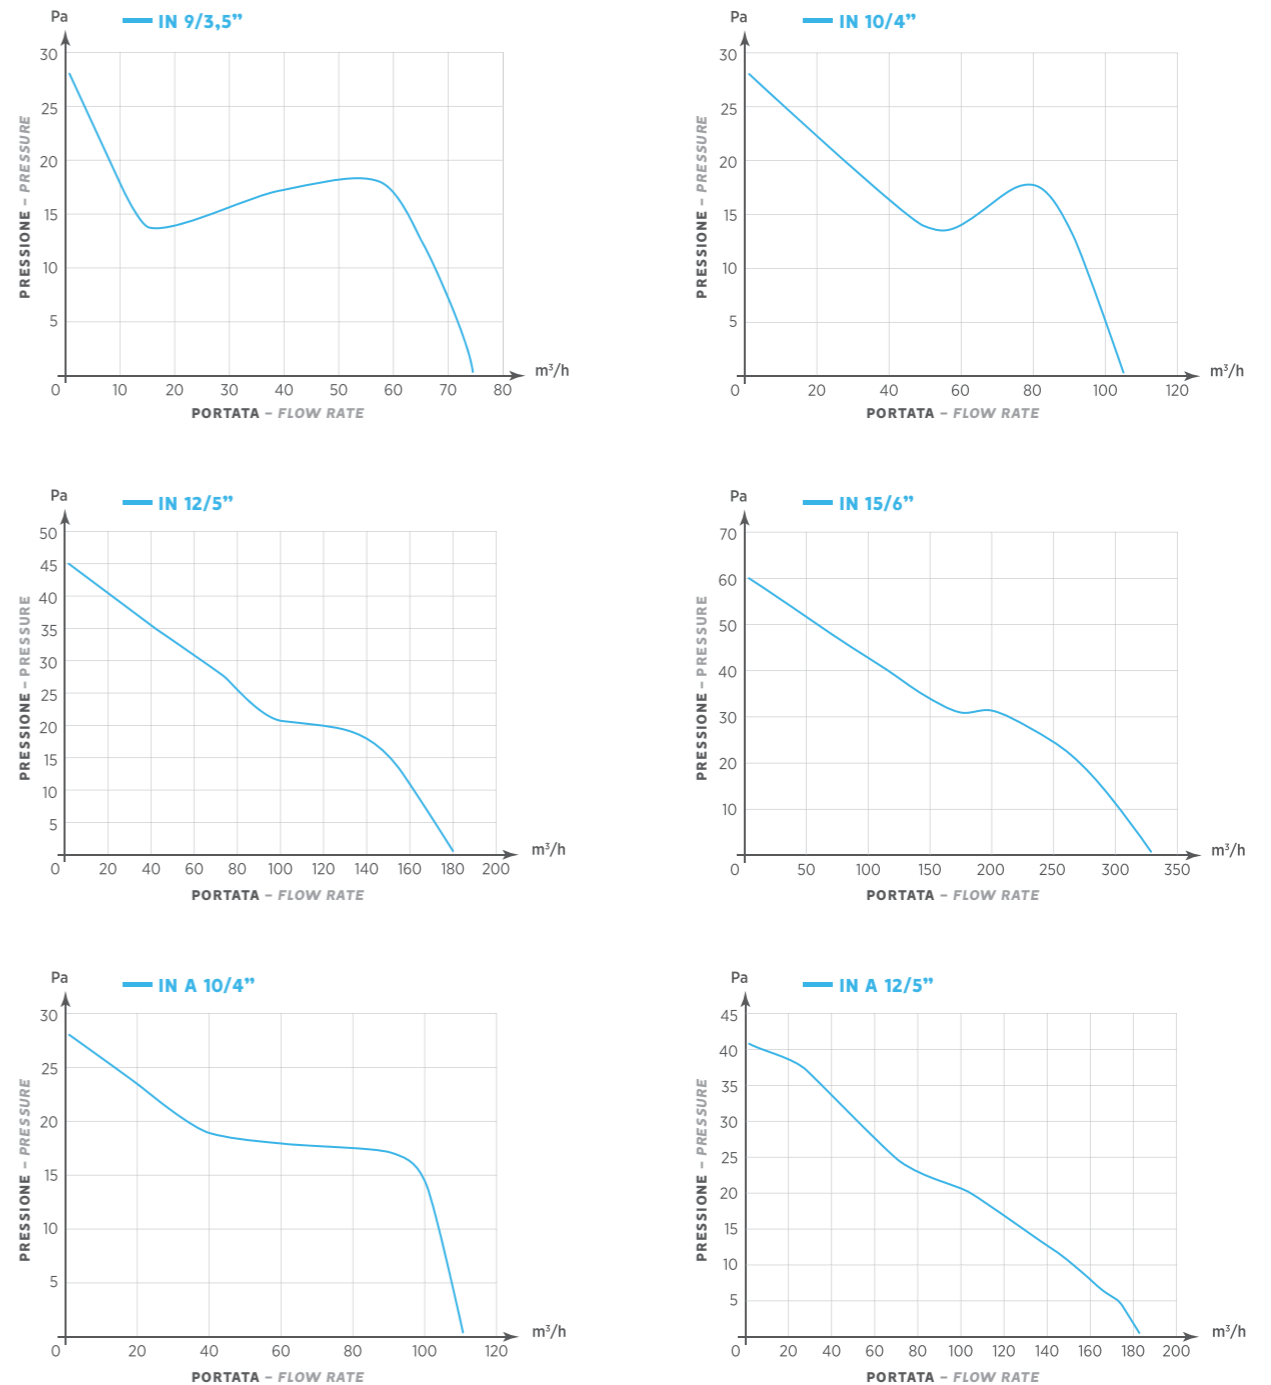 Pa
IN 9/3,5”
30
25
20
15
10
5
0
10 20 30 40 50 60 70 80
m³/h
PRESSIONE – PRESSURE
PORTATA – FLOW RATE
Pa
IN 10/4”
30
25
20
15
10
5
0
20 40 60 80 100 120
m³/h
PRESSIONE – PRESSURE
PORTATA – FLOW RATE
Pa
IN 12/5”
50
45
40
35
30
25
20
15
10
5
0
20 40 60 80 100 120 140 160 200
m³/h
PRESSIONE – PRESSURE
PORTATA – FLOW RATE
Pa
IN 15/6”
70
60
50
40
30
20
10
0
50 100 150 200 250 300 350
m³/h
PRESSIONE – PRESSURE
PORTATA – FLOW RATE
Pa
IN A 10/4”
30
25
20
15
10
5
0
20 40 60 80 100 120
m³/h
PRESSIONE – PRESSURE
PORTATA – FLOW RATE
Pa
IN A 12/5”
45
40
35
30
25
20
15
10
5
0
20 40 60 80 100 120 140 160 180 200
m³/h
PRESSIONE – PRESSURE
PORTATA – FLOW RATE